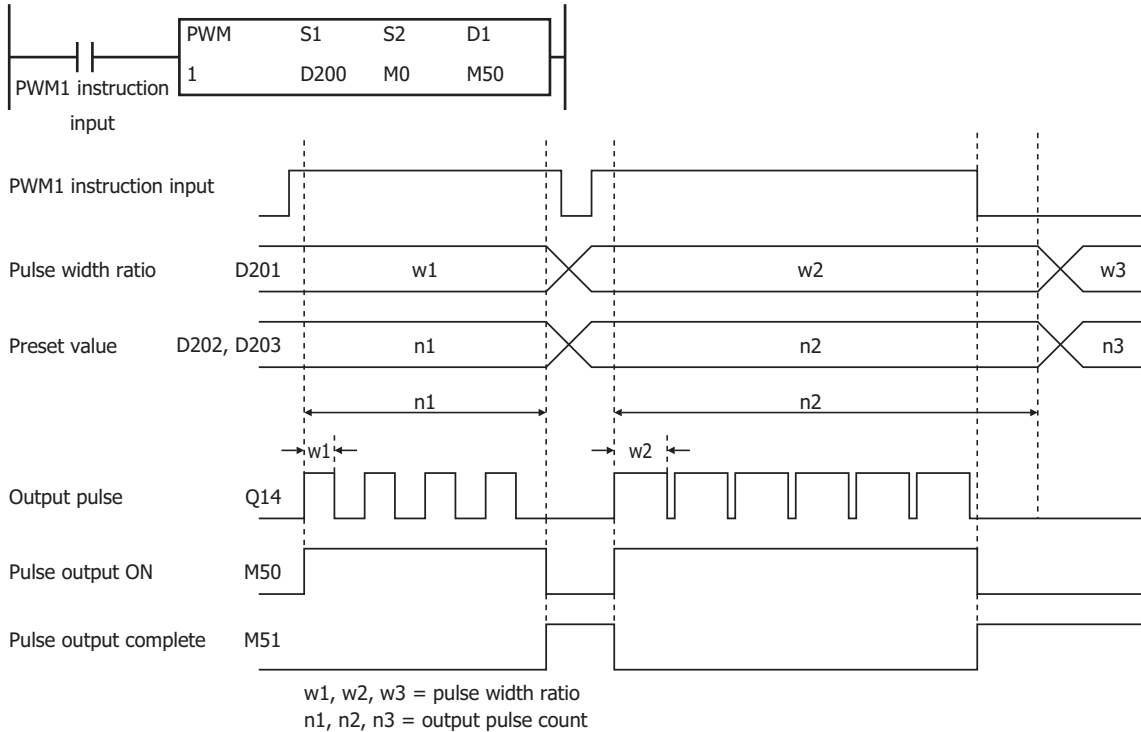 PWM S1 S2 D1
1 D200 M0 M50
PWM1 instruction
input
PWM1 instruction input
Pulse width ratio D201 w1 w2 w3
Preset value D202, D203 n1 n2 n3
n1 n2
w1 w2
Output pulse Q14
Pulse output ON M50
Pulse output complete M51
w1, w2, w3 = pulse width ratio
n1, n2, n3 = output pulse count